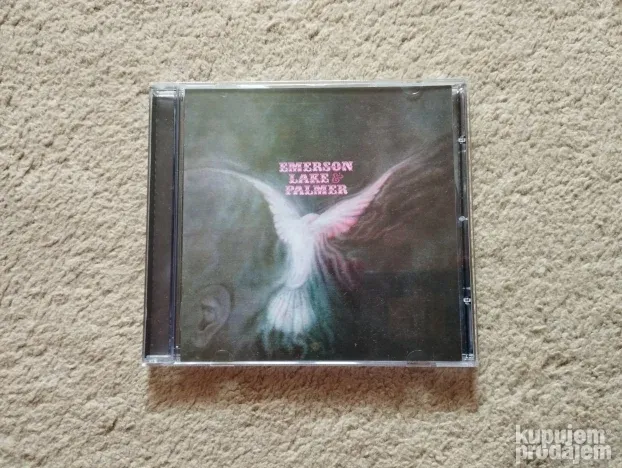 EMERSON
LAKE &
PALMER
kupujem
prodajem